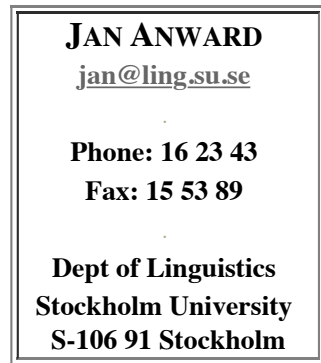 JAN ANWARD
jan@ling.su.se
.
Phone: 16 23 43
Fax: 15 53 89
.
Dept of Linguistics
Stockholm University
S-106 91 Stockholm